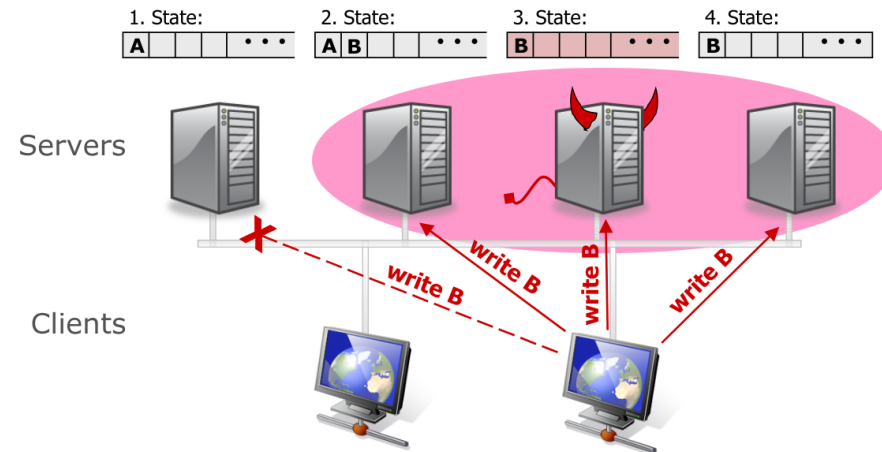 1. State: 2. State: 3. State: 4. State:
A ••• A B ••• B ••• B •••
Servers
write B
write B
write B
write B
Clients